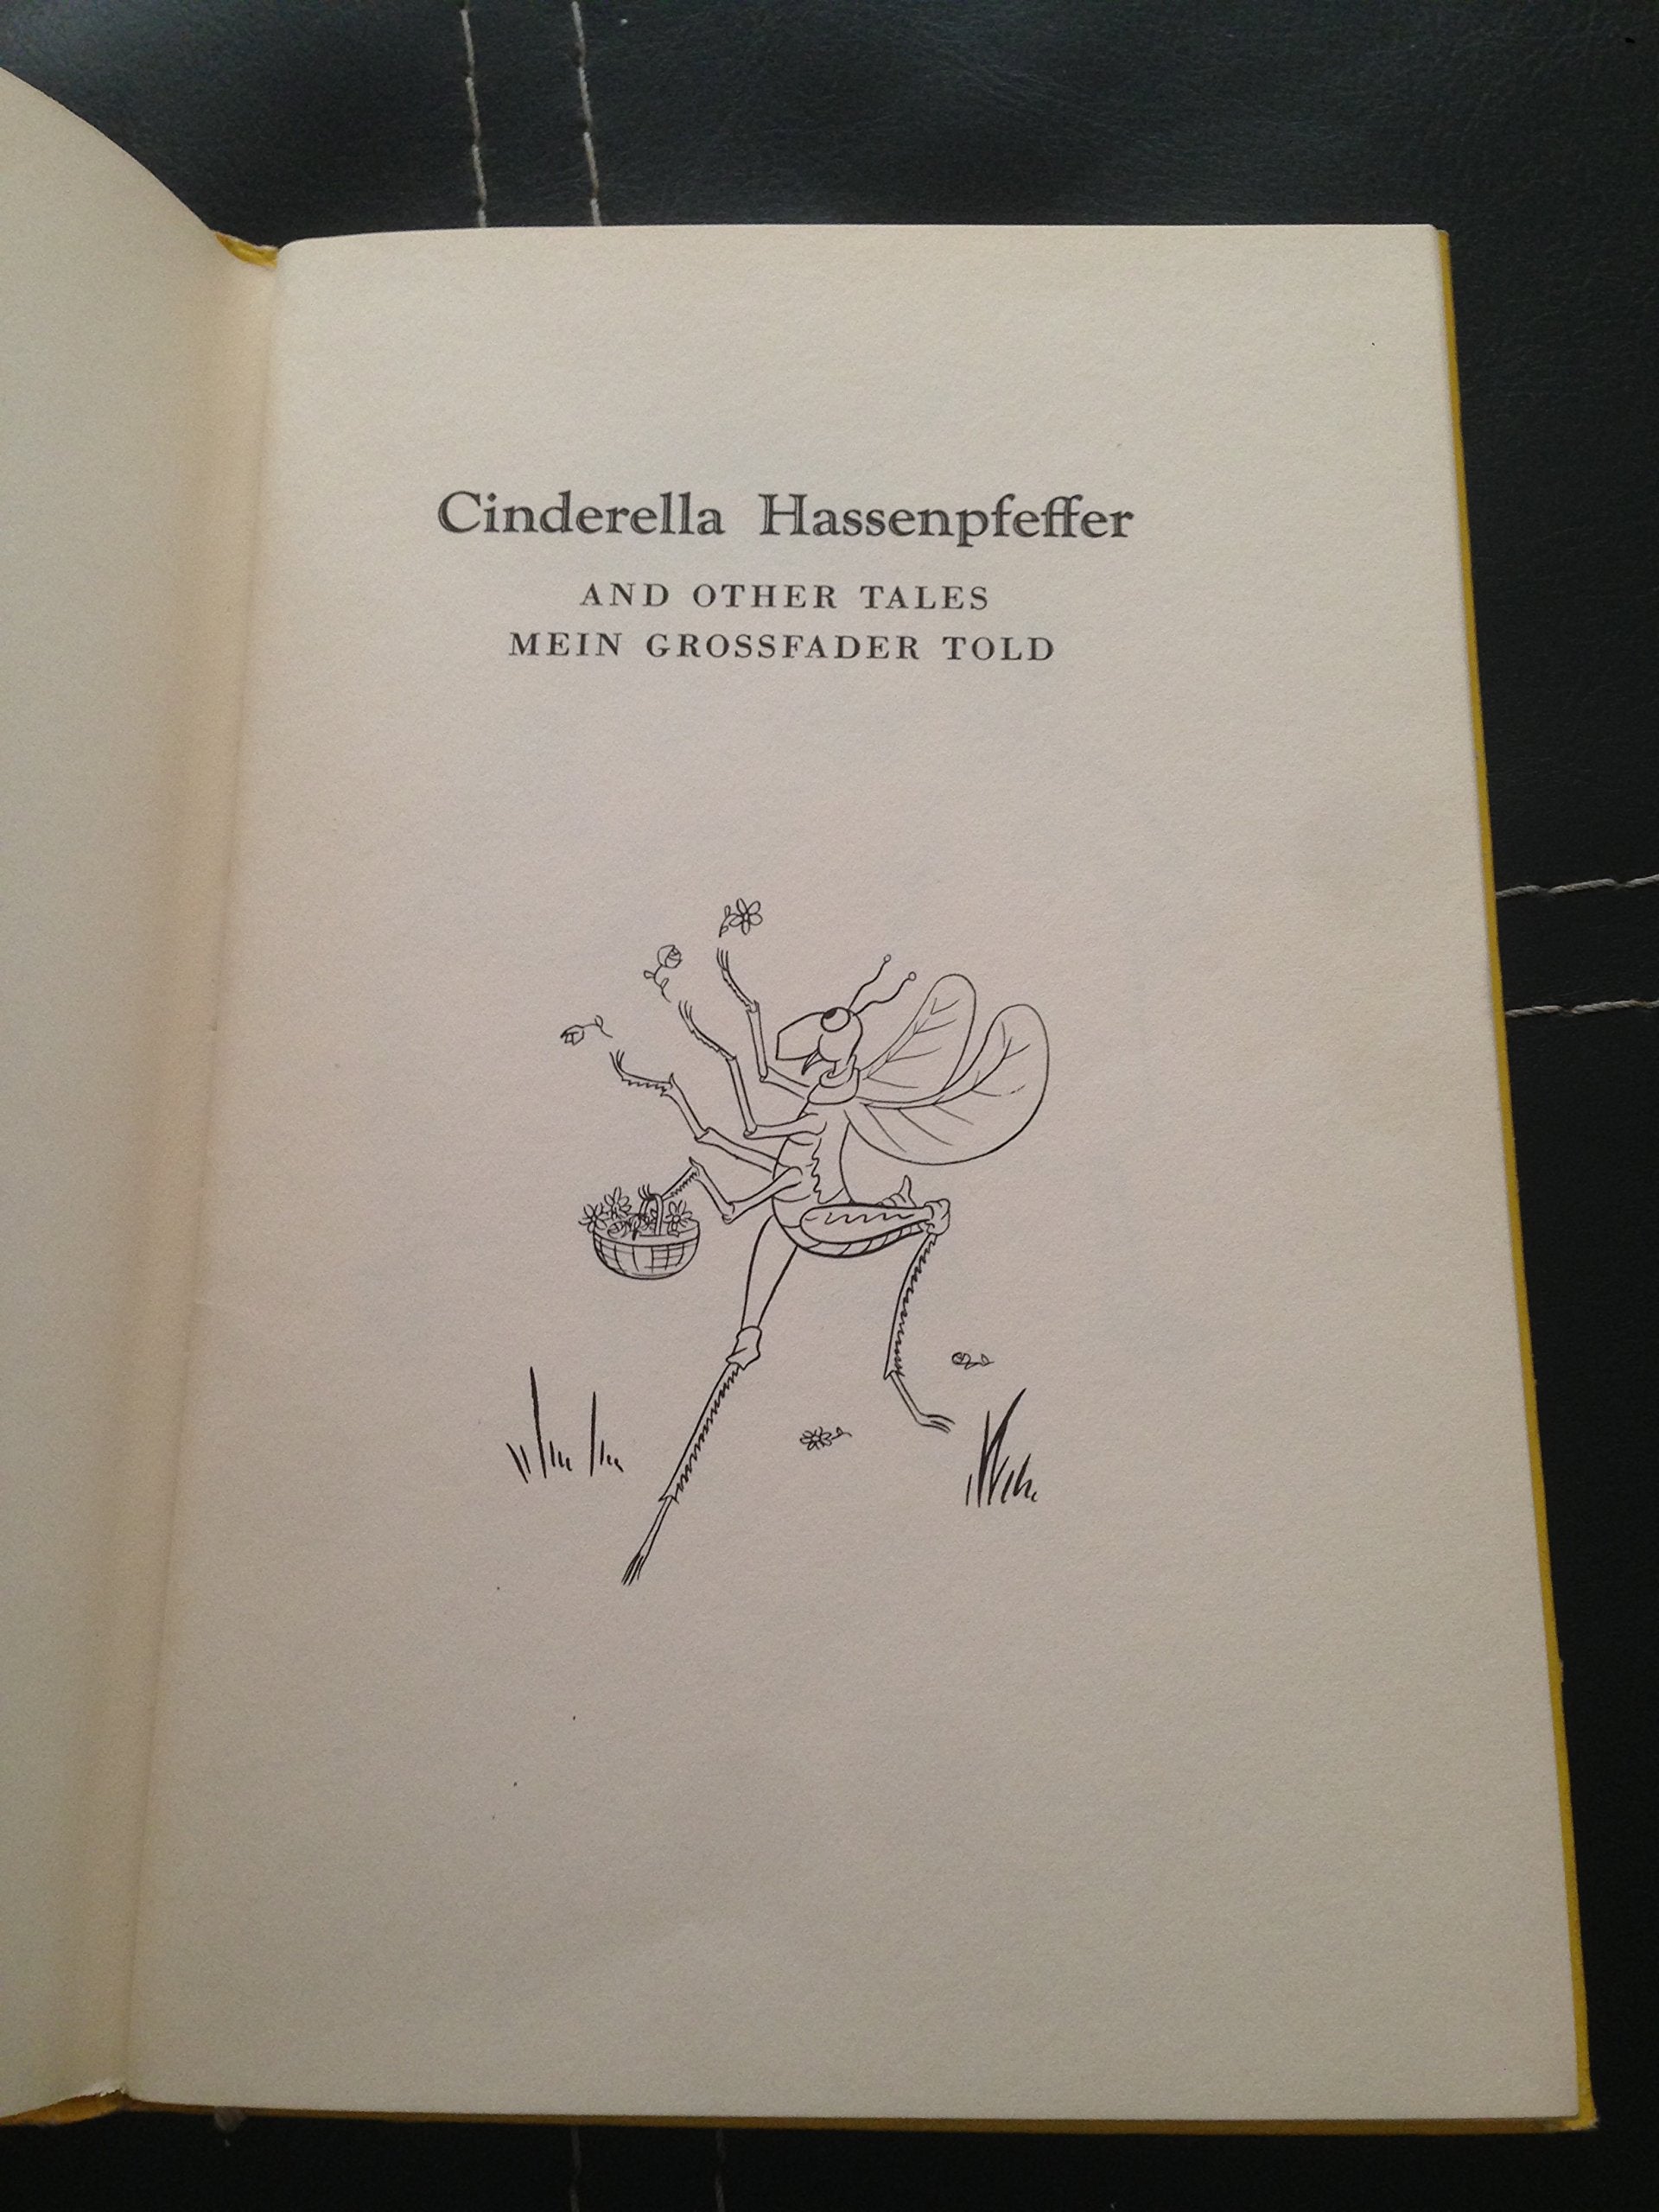 Cinderella Hassenpfeffer
AND OTHER TALES
MEIN GROSSFADER TOLD